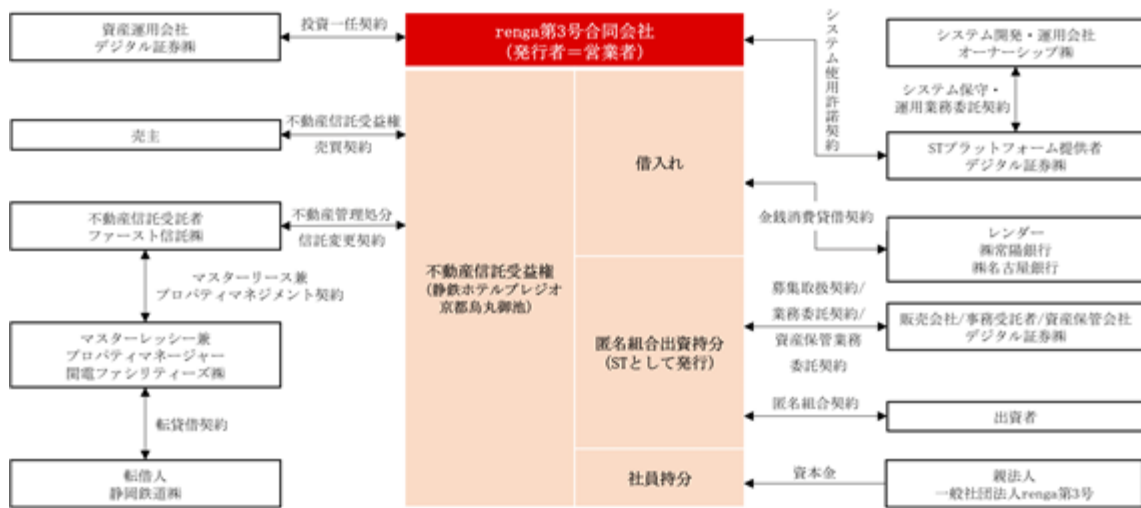 資産運用会社
デジタル証券㈱
投資一任契約
renga第3号合同会社
(発行者＝営業者)
システム使用許諾契約
システム開発・運用会社
オーナーシップ㈱
システム保守・
運用業務委託契約
STプラットフォーム提供者
デジタル証券㈱
売主
不動産信託受益権
売買契約
借入れ
金銭消費貸借契約
レンダー
㈱常陽銀行
㈱名古屋銀行
不動産信託受託者
ファースト信託㈱
不動産管理処分
信託変更契約
マスターリース兼
プロパティマネジメント契約
不動産信託受益権
(静鉄ホテルプレジオ
京都烏丸御池)
マスターレッシー兼
プロパティマネージャー
関電ファシリティーズ㈱
転貸借契約
転借人
静岡鉄道㈱
匿名組合出資持分
(STとして発行)
募集取扱契約/
業務委託契約/
資産保管業務
委託契約
販売会社/事務受託者/資産保管会社
デジタル証券㈱
匿名組合契約
出資者
社員持分
資本金
親法人
一般社団法人renga第3号